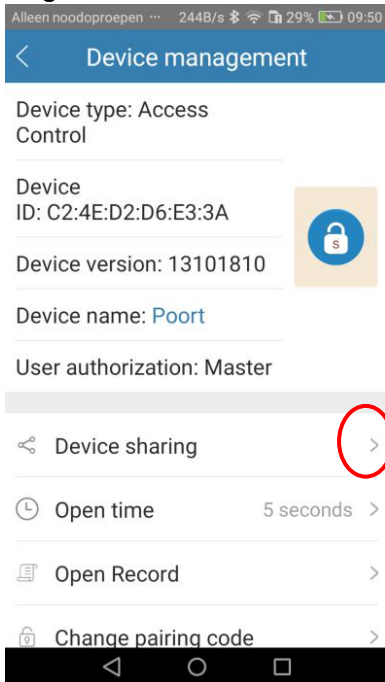 Alleen noodoproepen ... 244B/s 29% 09:50
Device management
Device type: Access
Control
Device
ID: C2:4E:D2:D6:E3:3A
S
Device version: 13101810
Device name: Poort
User authorization: Master
Device sharing
Open time 5 seconds
Open Record
Change pairing code